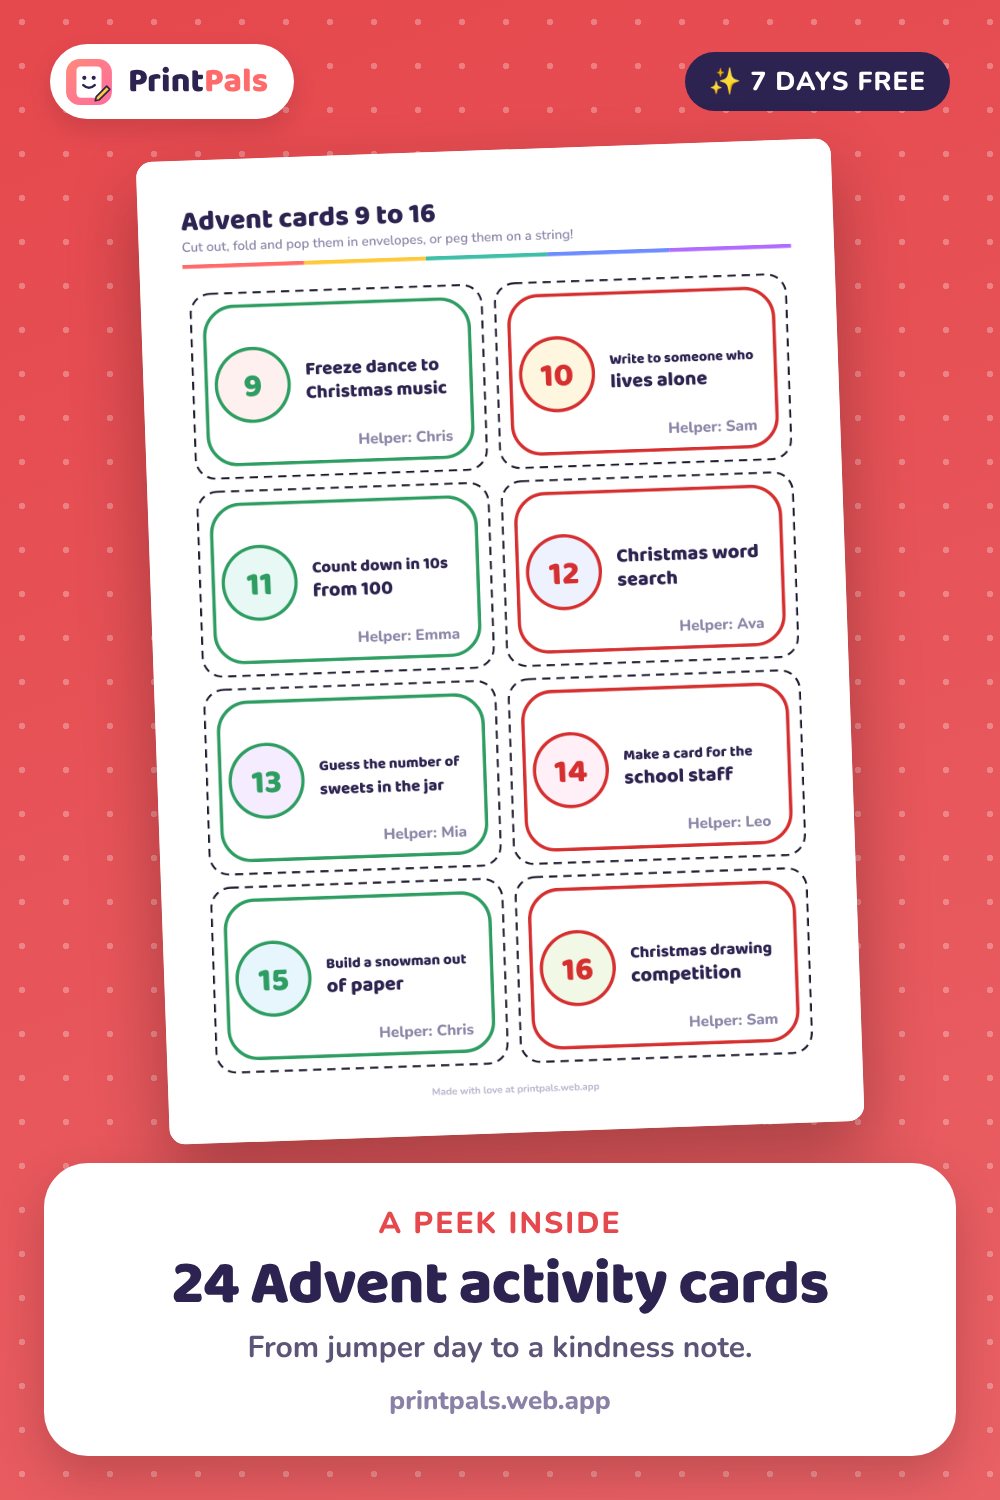 PrintPals
✨ 7 DAYS FREE
Advent cards 9 to 16
Cut out, fold and pop them in envelopes, or peg them on a string!
9
Freeze dance to
Christmas music
Helper: Chris
10
Write to someone who
lives alone
Helper: Sam
11
Count down in 10s
from 100
Helper: Emma
12
Christmas word
search
Helper: Ava
13
Guess the number of
sweets in the jar
Helper: Mia
14
Make a card for the
school staff
Helper: Leo
15
Build a snowman out
of paper
Helper: Chris
16
Christmas drawing
competition
Helper: Sam
Made with love at printpals.web.app
A PEEK INSIDE
24 Advent activity cards
From jumper day to a kindness note.
printpals.web.app